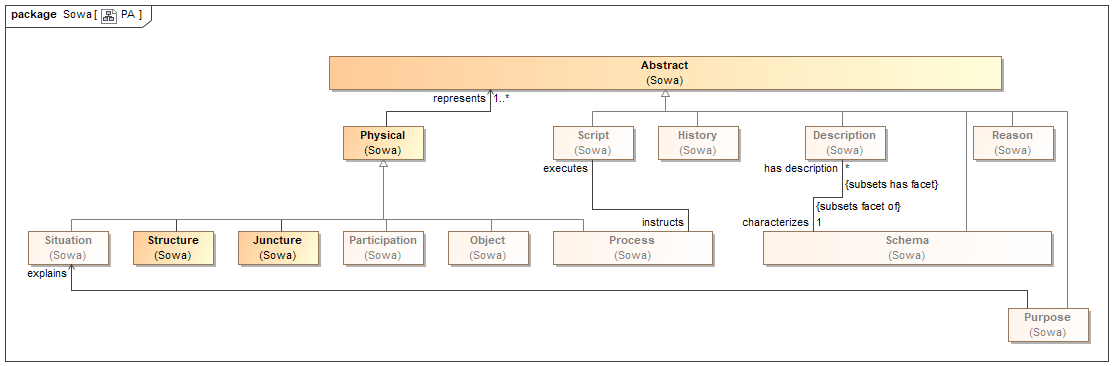 package Sowa [ PA ]
Abstract
(Sowa)
represents 1..*
Physical
(Sowa)
Script
(Sowa)
History
(Sowa)
Description
(Sowa)
Reason
(Sowa)
executes
has description *
{subsets has facet}
{subsets facet of}
instructs
characterizes 1
Situation
(Sowa)
Structure
(Sowa)
Juncture
(Sowa)
Participation
(Sowa)
Object
(Sowa)
Process
(Sowa)
Schema
(Sowa)
explains
Purpose
(Sowa)